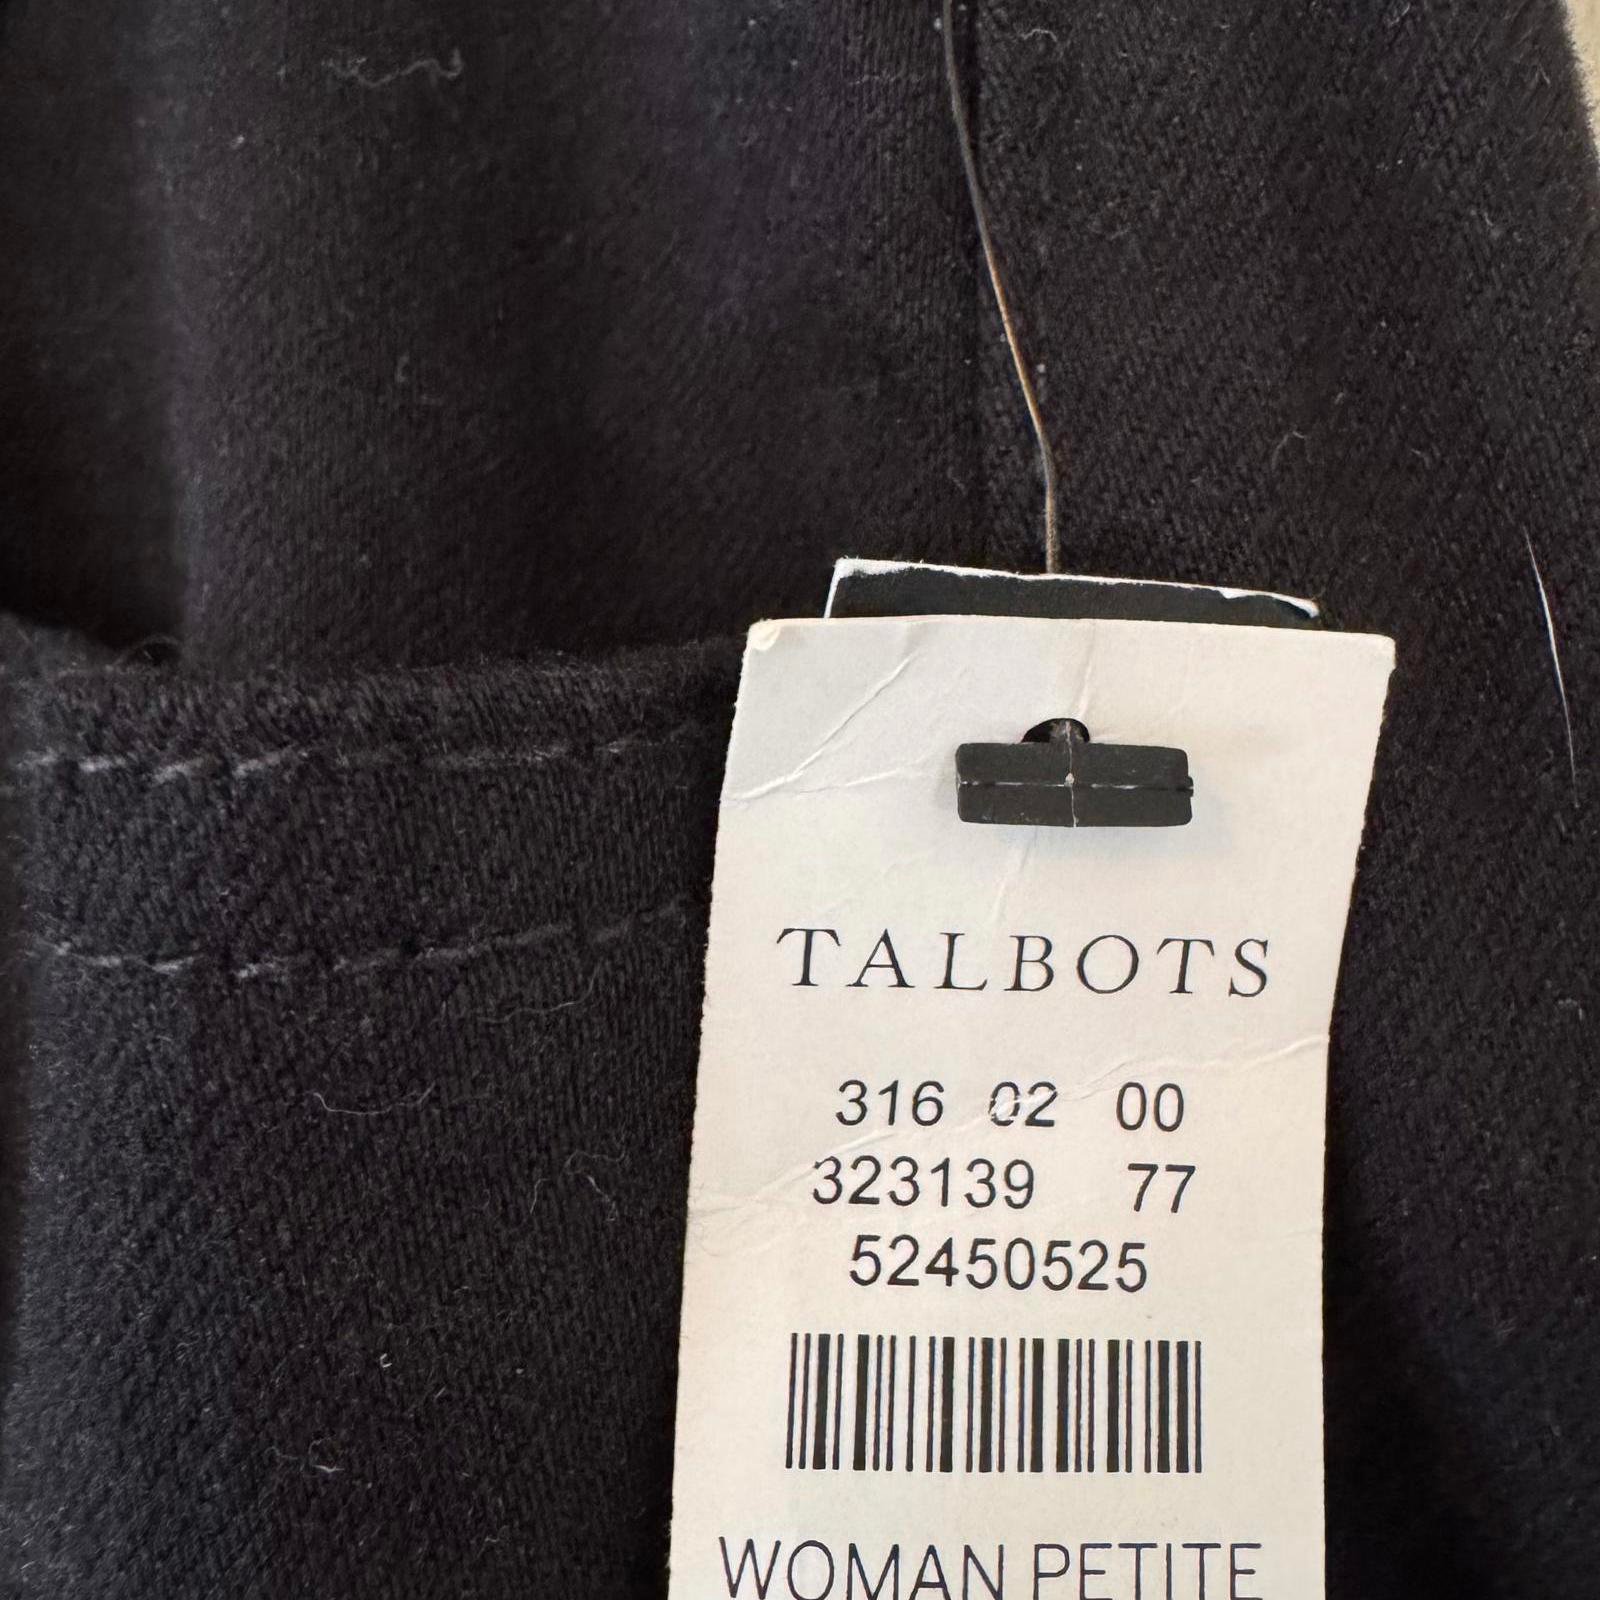 TALBOTS
316 02 00
323139 77
52450525
WOMAN PETITE